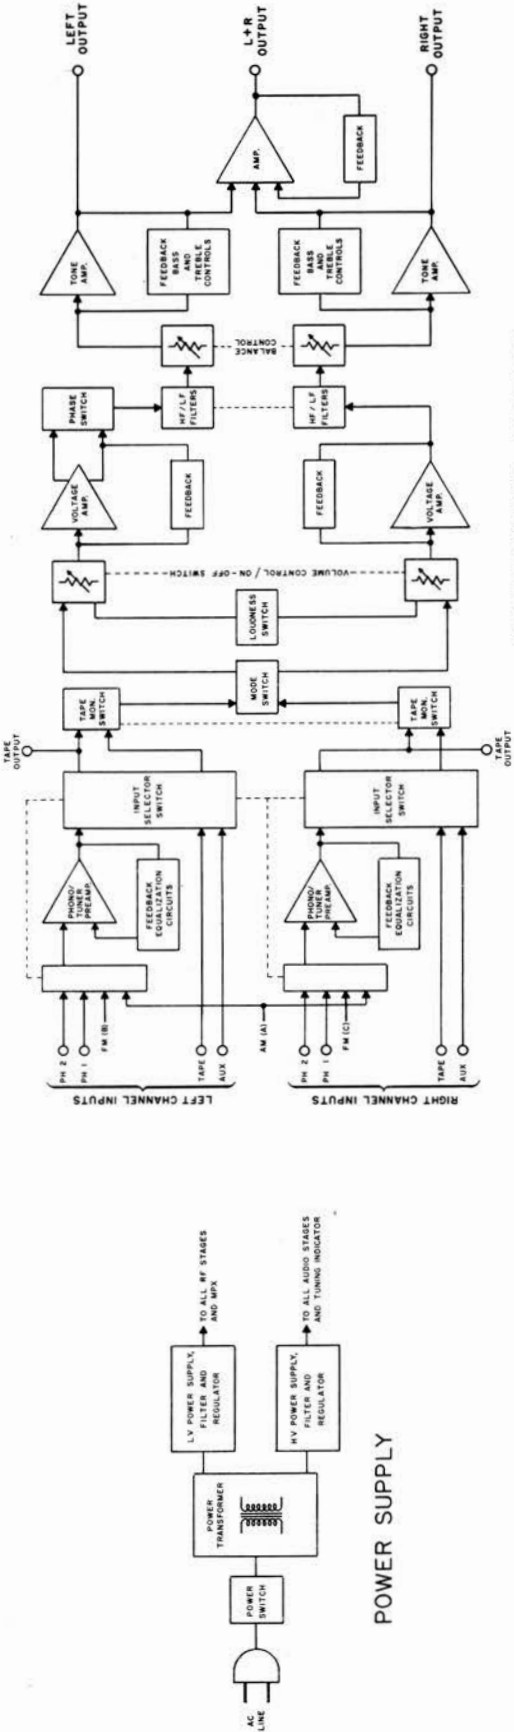 AC
LINE
POWER
SWITCH
POWER
TRANSFORMER
LV POWER SUPPLY,
FILTER AND
REGULATOR
TO ALL RF STAGES
AND MPX
HV POWER SUPPLY,
FILTER AND
REGULATOR
TO ALL AUDIO STAGES
AND TUNING INDICATOR
POWER SUPPLY
LEFT CHANNEL INPUTS
PH 2
PH 1
FM (B)
TAPE
AUX
AM (A)
RIGHT CHANNEL INPUTS
PH 2
PH 1
FM (C)
TAPE
AUX
PHONO/
TUNER
PREAMP.
FEEDBACK
EQUALIZATION
CIRCUITS
PHONO/
TUNER
PREAMP.
FEEDBACK
EQUALIZATION
CIRCUITS
INPUT
SELECTOR
SWITCH
INPUT
SELECTOR
SWITCH
TAPE
OUTPUT
TAPE
MON.
SWITCH
TAPE
MON.
SWITCH
TAPE
OUTPUT
MODE
SWITCH
LOUDNESS
SWITCH
VOLUME CONTROL / ON-OFF SWITCH
VOLTAGE
AMP.
FEEDBACK
FEEDBACK
VOLTAGE
AMP.
PHASE
SWITCH
HF/LF
FILTERS
HF/LF
FILTERS
BALANCE
CONTROL
TONE
AMP.
FEEDBACK
BASS
AND
TREBLE
CONTROLS
FEEDBACK
BASS
AND
TREBLE
CONTROLS
TONE
AMP.
AMP.
FEEDBACK
LEFT
OUTPUT
L+R
OUTPUT
RIGHT
OUTPUT